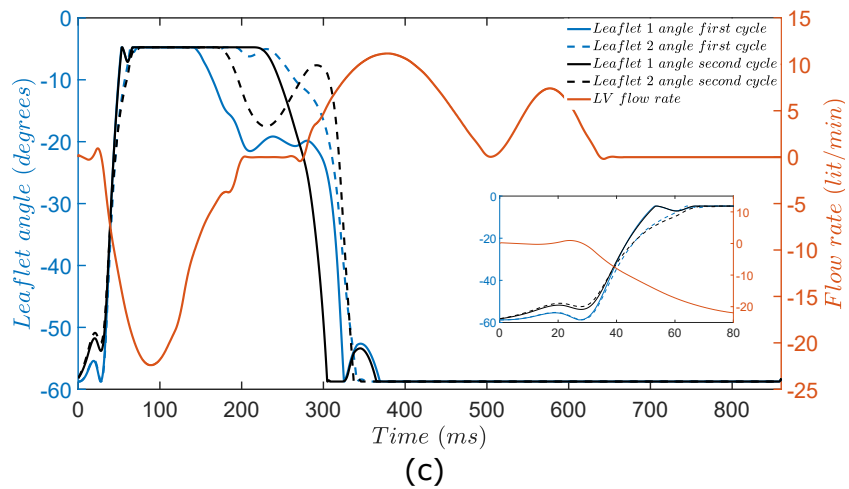 Leaflet 1 angle first cycle
Leaflet 2 angle first cycle
Leaflet 1 angle second cycle
Leaflet 2 angle second cycle
LV flow rate
Leaflet angle (degrees)
0
-10
-20
-30
-40
-50
-60
Flow rate (lit/min)
15
10
5
0
-5
-10
-15
-20
-25
0
-20
-40
-60
10
0
-10
-20
0 20 40 60 80
0 100 200 300 400 500 600 700 800
Time (ms)
(c)